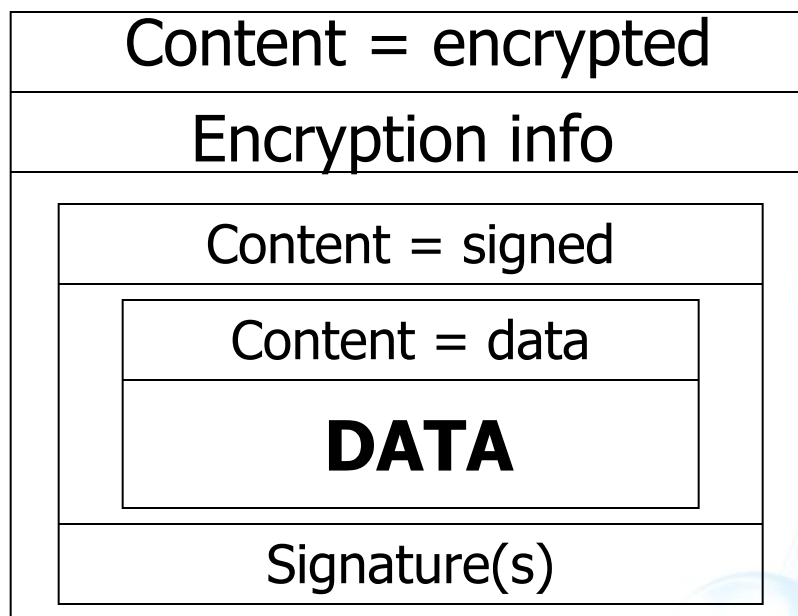 Content = encrypted
Encryption info
Content = signed
Content = data
DATA
Signature(s)